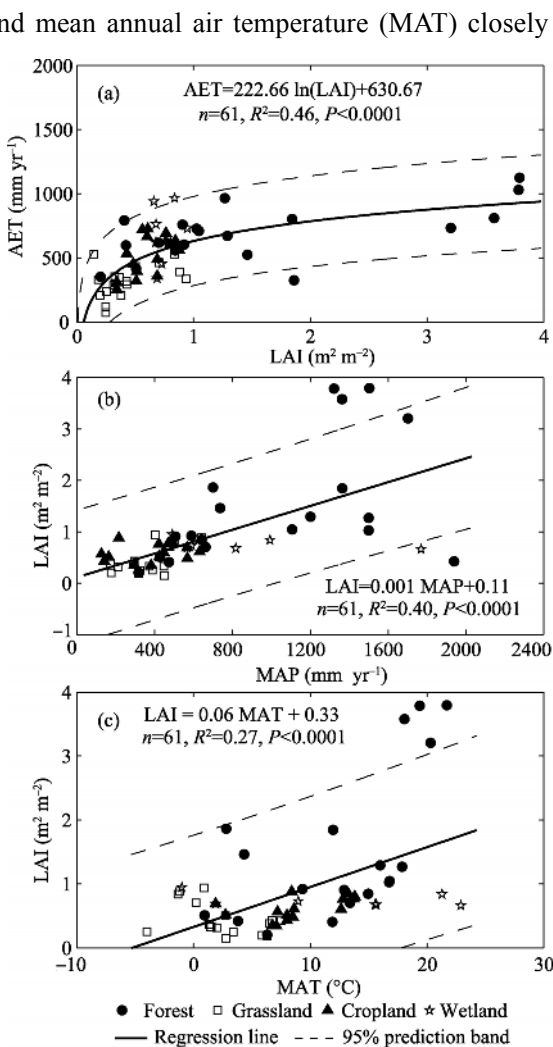 nd mean annual air temperature (MAT) closely
2000
(a)
AET=222.66 ln(LAI)+630.67
n=61, R²=0.46, P<0.0001
1500
1000
500
0
AET (mm yr⁻¹)
0 1 2 3 4
LAI (m² m⁻²)
4
(b)
3
2
1
0
−1
LAI (m² m⁻²)
LAI=0.001 MAP+0.11
n=61, R²=0.40, P<0.0001
0 400 800 1200 1600 2000 2400
MAP (mm yr⁻¹)
4
(c)
LAI = 0.06 MAT + 0.33
n=61, R²=0.27, P<0.0001
3
2
1
0
LAI (m² m⁻²)
−10 0 10 20 30
MAT (°C)
Forest Grassland Cropland Wetland
Regression line 95% prediction band